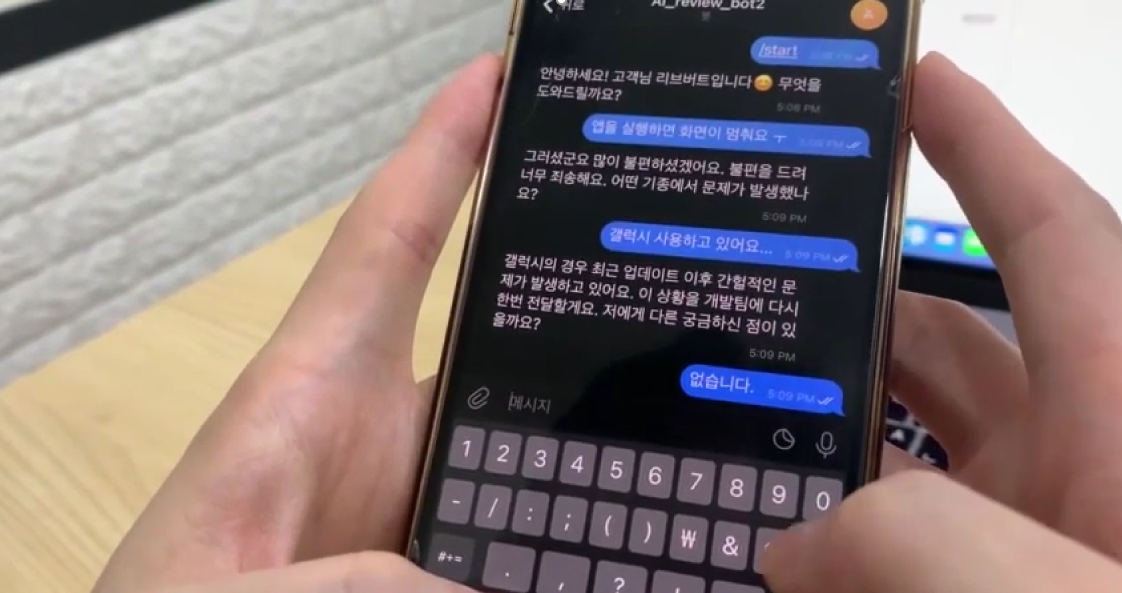 뒤로
AI_review_bot2
봇
/start
안녕하세요! 고객님 리브버트입니다😊 무엇을
도와드릴까요?
5:08 PM
앱을 실행하면 화면이 멈춰요 ㅜ
5:09 PM
그러셨군요 많이 불편하셨겠어요. 불편을 드려
너무 죄송해요. 어떤 기종에서 문제가 발생했나
요?
5:09 PM
갤럭시 사용하고 있어요... 5:09 PM
갤럭시의 경우 최근 업데이트 이후 간헐적인 문
제가 발생하고 있어요. 이 상황을 개발팀에 다시
한번 전달할게요. 저에게 다른 궁금하신 점이 있
을까요?
5:09 PM
없습니다. 5:09 PM
메시지
1 2 3 4 5 6 7 8 9 0
- / : ; ( ) ₩ &
#+= . , ?